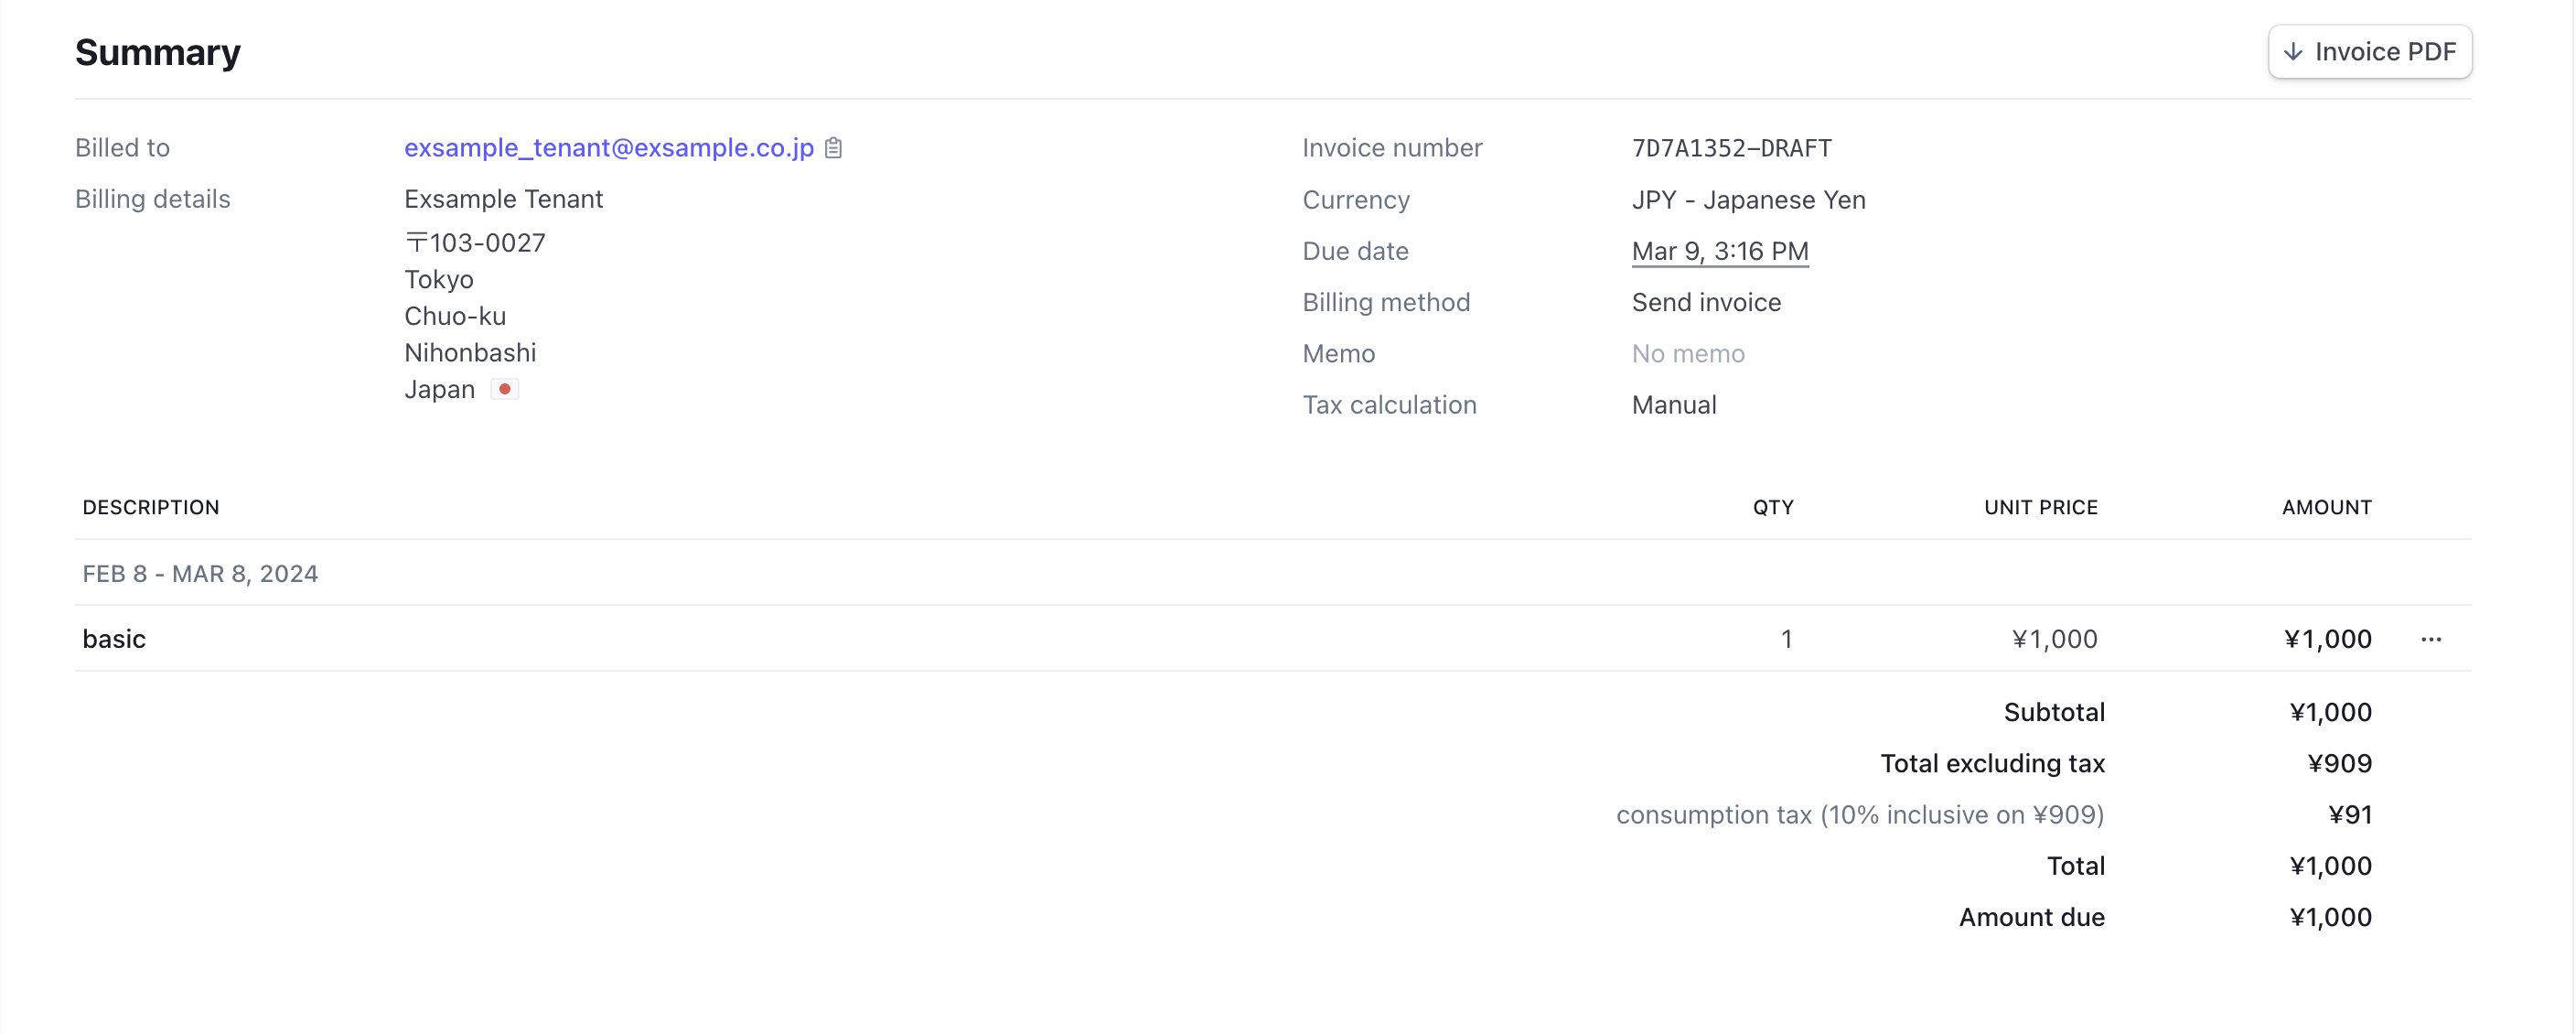 Summary
Invoice PDF
Billed to exsample_tenant@exsample.co.jp
Billing details Exsample Tenant
〒103-0027
Tokyo
Chuo-ku
Nihonbashi
Japan
Invoice number 7D7A1352–DRAFT
Currency JPY - Japanese Yen
Due date Mar 9, 3:16 PM
Billing method Send invoice
Memo No memo
Tax calculation Manual
DESCRIPTION QTY UNIT PRICE AMOUNT
FEB 8 - MAR 8, 2024
basic 1 ¥1,000 ¥1,000
Subtotal ¥1,000
Total excluding tax ¥909
consumption tax (10% inclusive on ¥909) ¥91
Total ¥1,000
Amount due ¥1,000